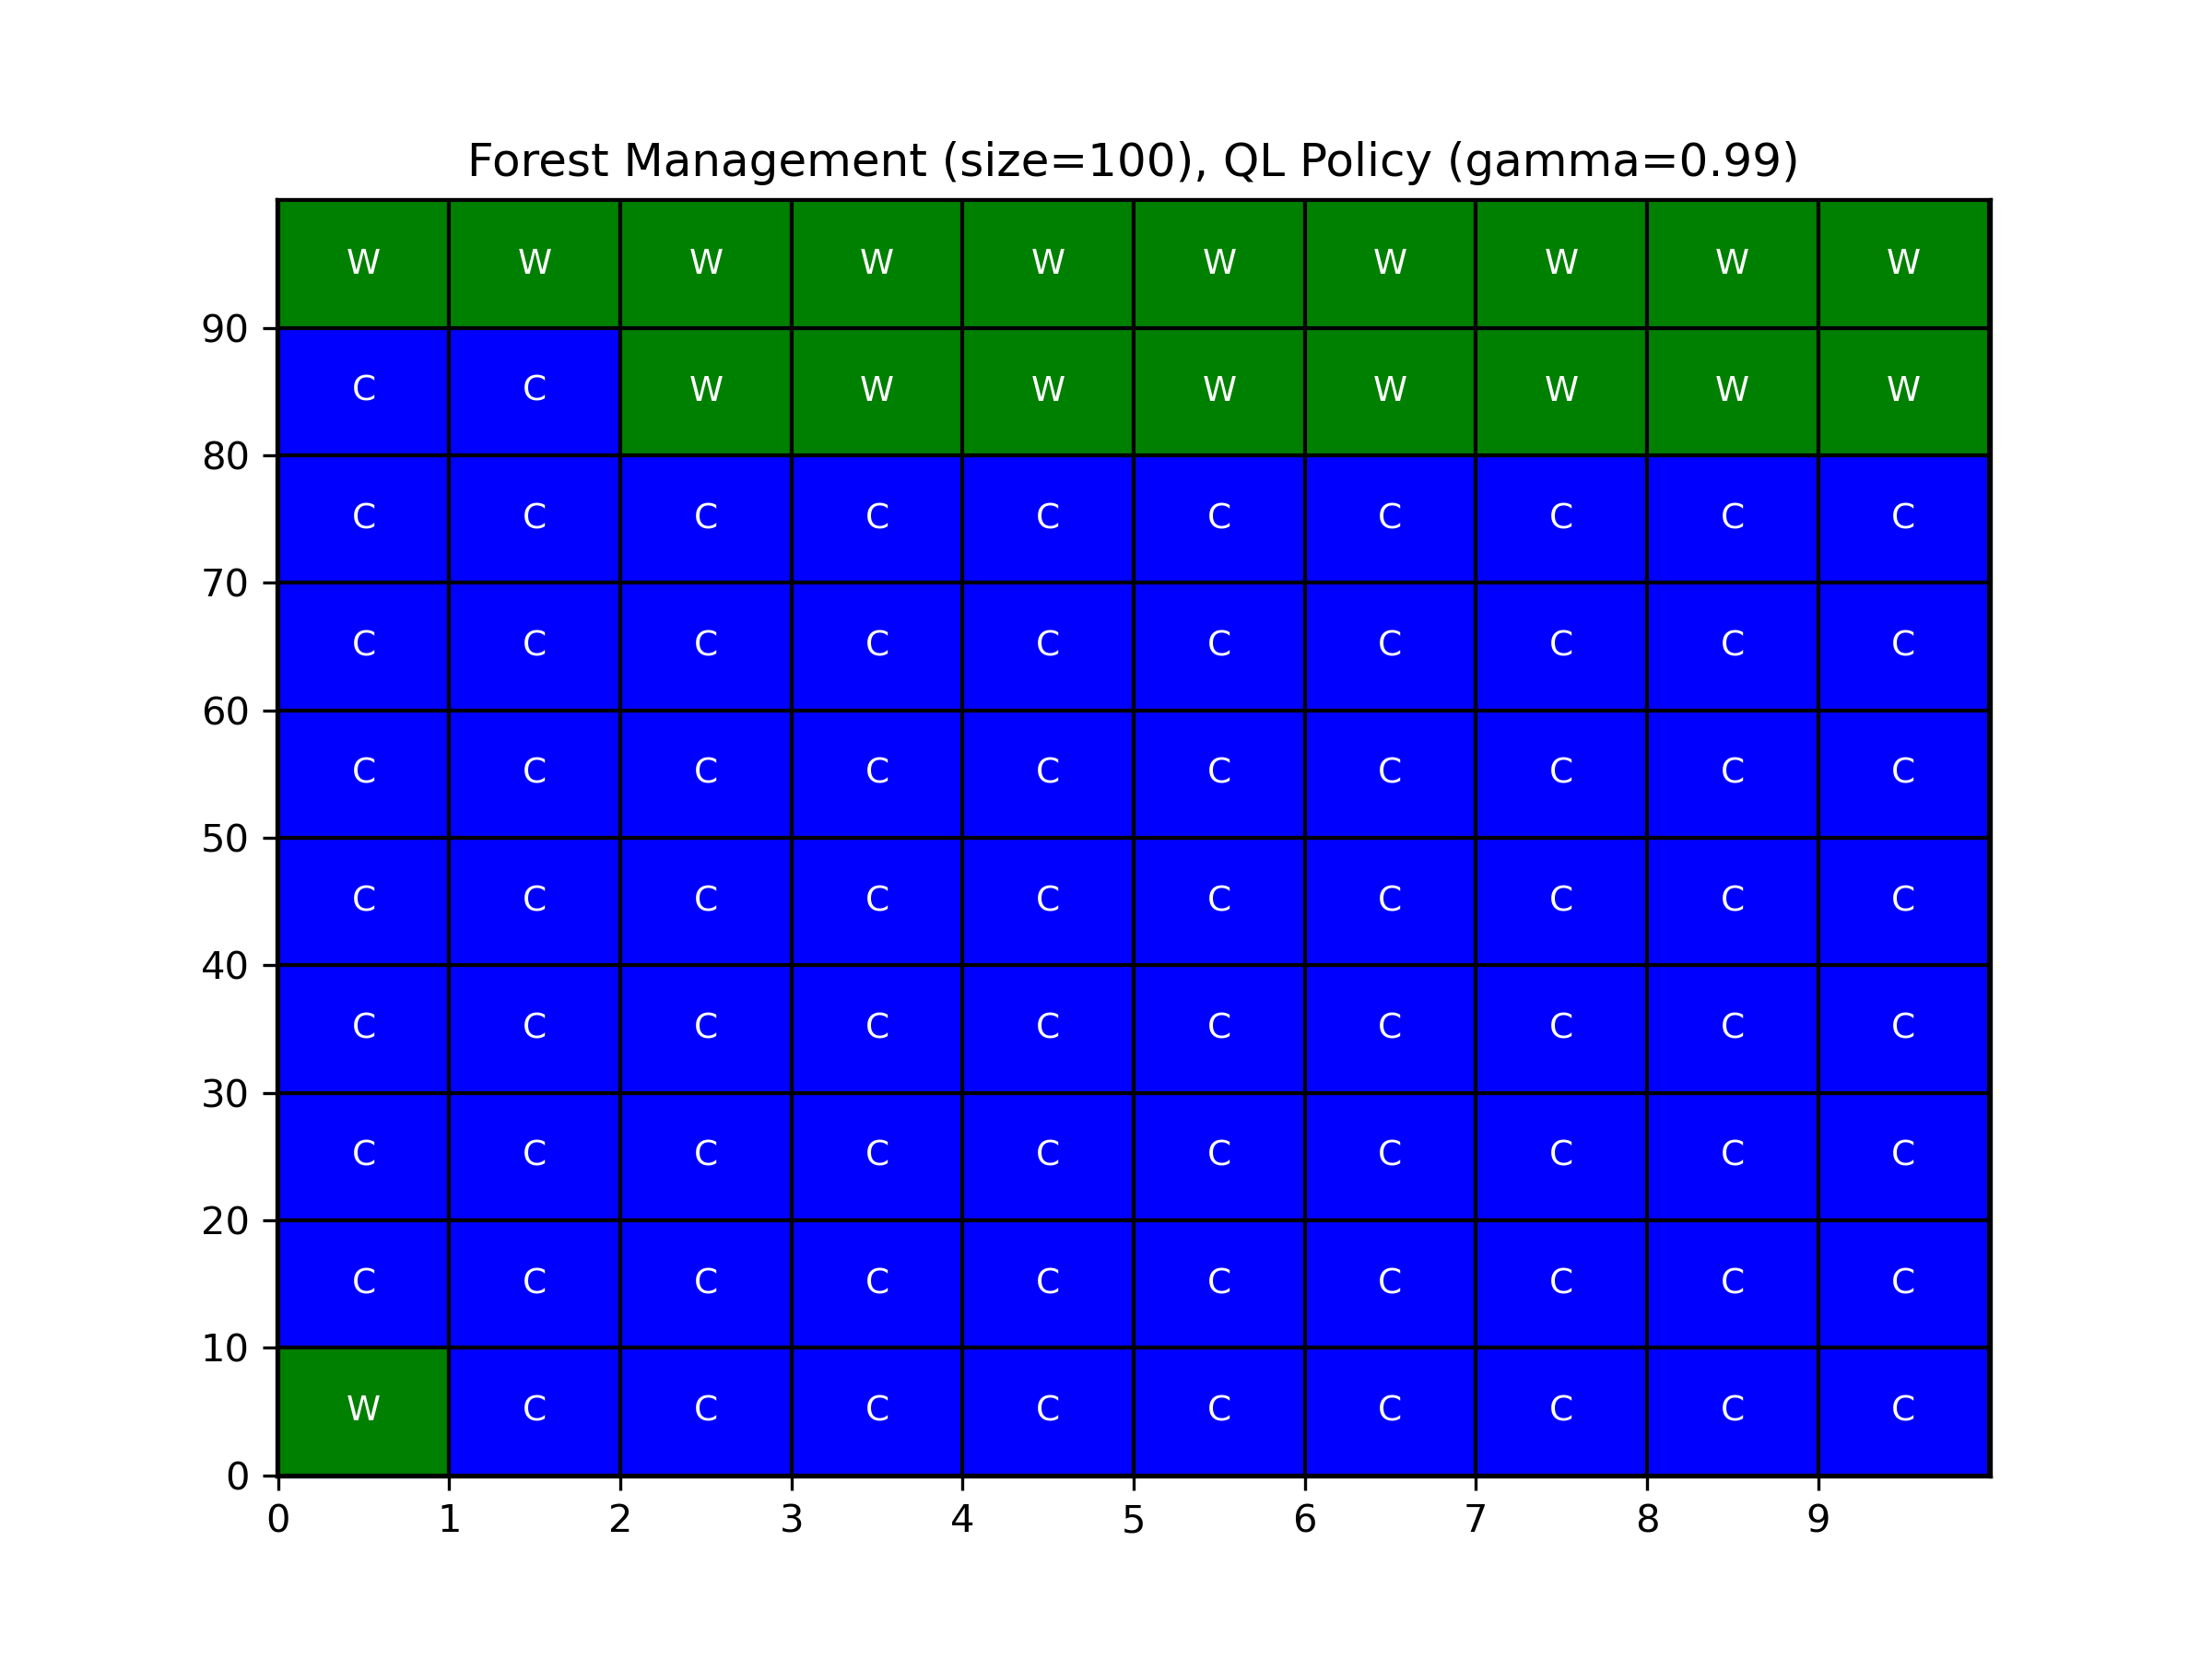 Forest Management (size=100), QL Policy (gamma=0.99)
W W W W W W W W W W
90
C C W W W W W W W W
80
C C C C C C C C C C
70
C C C C C C C C C C
60
C C C C C C C C C C
50
C C C C C C C C C C
40
C C C C C C C C C C
30
C C C C C C C C C C
20
C C C C C C C C C C
10
W C C C C C C C C C
0
0 1 2 3 4 5 6 7 8 9